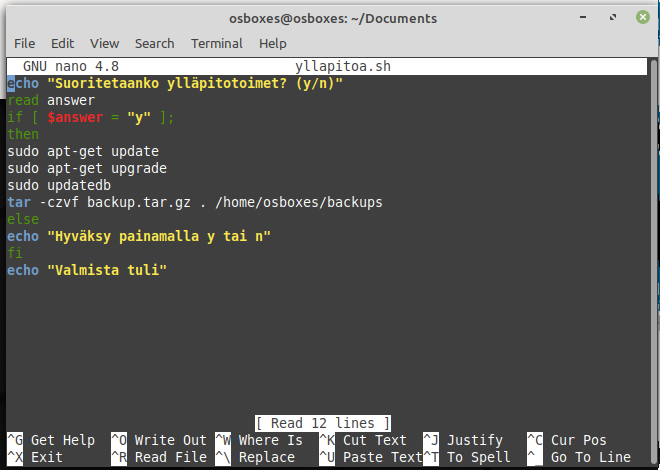 osboxes@osboxes: ~/Documents
File Edit View Search Terminal Help
GNU nano 4.8 yllapitoa.sh
echo "Suoritetaanko ylläpitotoimet? (y/n)"
read answer
if [ $answer = "y" ];
then
sudo apt-get update
sudo apt-get upgrade
sudo updatedb
tar -czvf backup.tar.gz . /home/osboxes/backups
else
echo "Hyväksy painamalla y tai n"
fi
echo "Valmista tuli"
[ Read 12 lines ]
^G Get Help ^O Write Out ^W Where Is ^K Cut Text ^J Justify ^C Cur Pos
^X Exit ^R Read File ^\ Replace ^U Paste Text ^T To Spell ^_ Go To Line